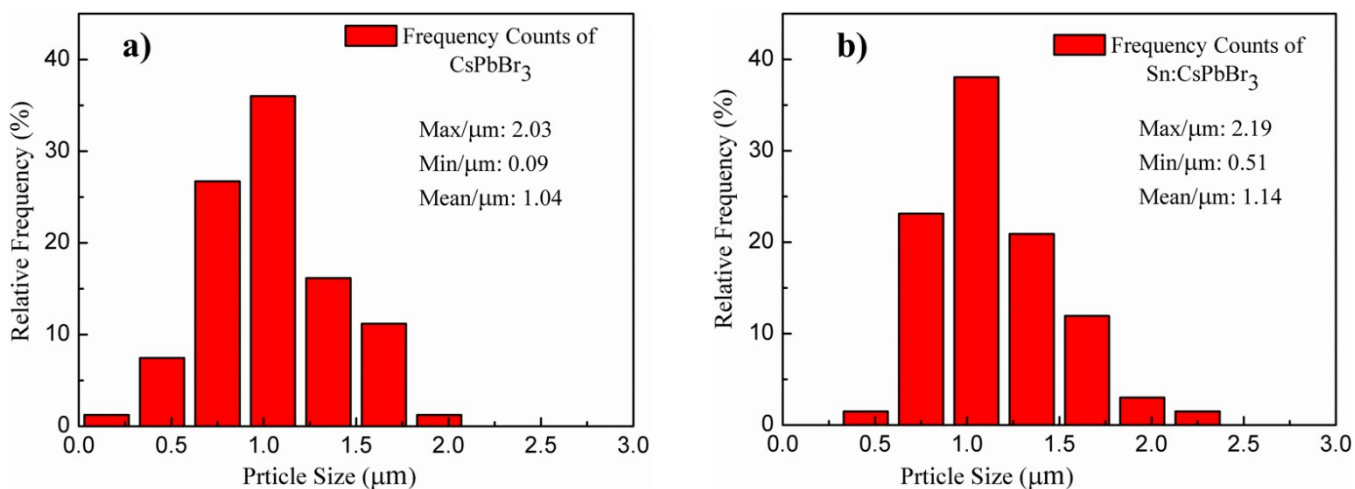 a)
Frequency Counts of
CsPbBr3
Max/μm: 2.03
Min/μm: 0.09
Mean/μm: 1.04
Relative Frequency (%)
40
30
20
10
0
0.0 0.5 1.0 1.5 2.0 2.5 3.0
Prticle Size (μm)
b)
Frequency Counts of
Sn:CsPbBr3
Max/μm: 2.19
Min/μm: 0.51
Mean/μm: 1.14
Relative Frequency (%)
40
30
20
10
0
0.0 0.5 1.0 1.5 2.0 2.5 3.0
Prticle Size (μm)